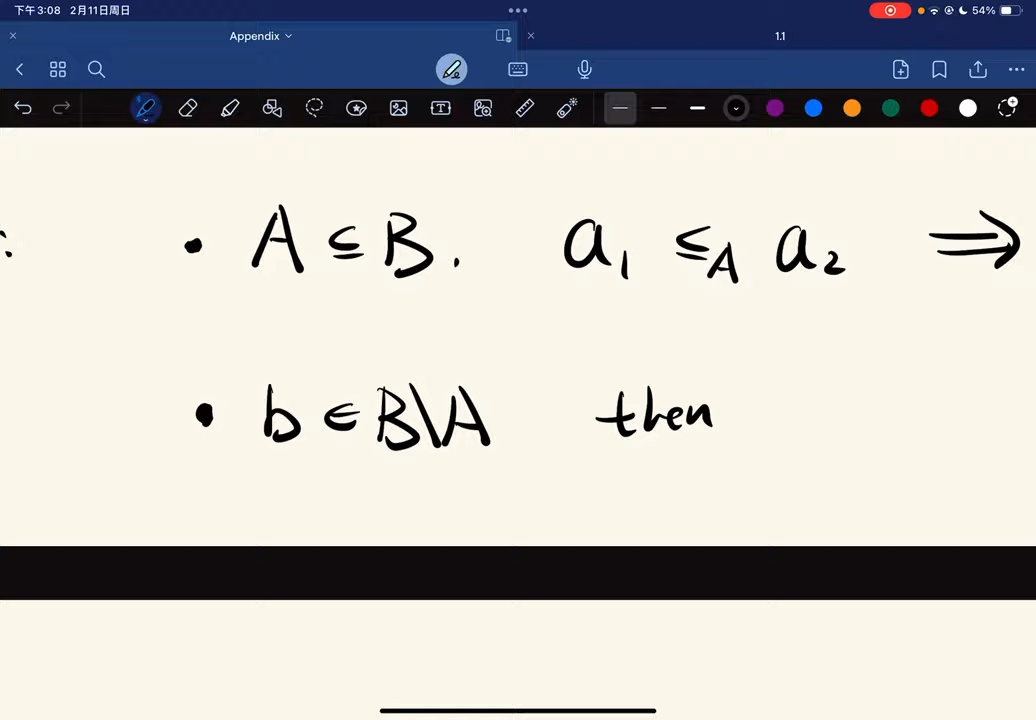 下午3:08 2月11日周日 54%
Appendix 1.1
: • A ⊆ B. a₁ ≤_A a₂ ⟹
• b ∈ B\A then